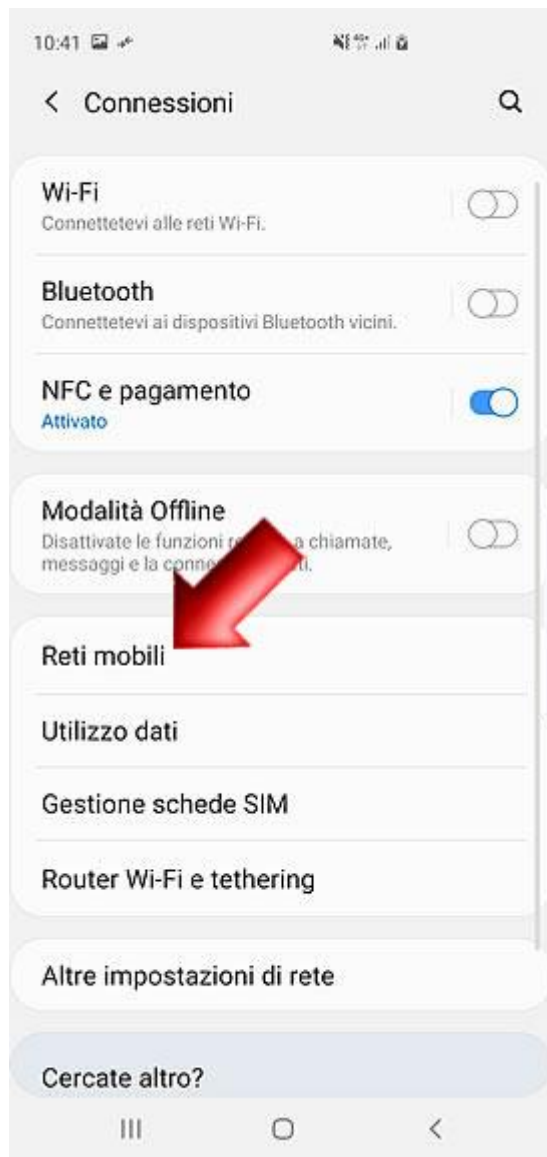 10:41
Connessioni
Wi-Fi
Connettetevi alle reti Wi-Fi.
Bluetooth
Connettetevi ai dispositivi Bluetooth vicini.
NFC e pagamento
Attivato
Modalità Offline
Disattivate le funzioni a chiamate,
messaggi e la
Reti mobili
Utilizzo dati
Gestione schede SIM
Router Wi-Fi e tethering
Altre impostazioni di rete
Cercate altro?